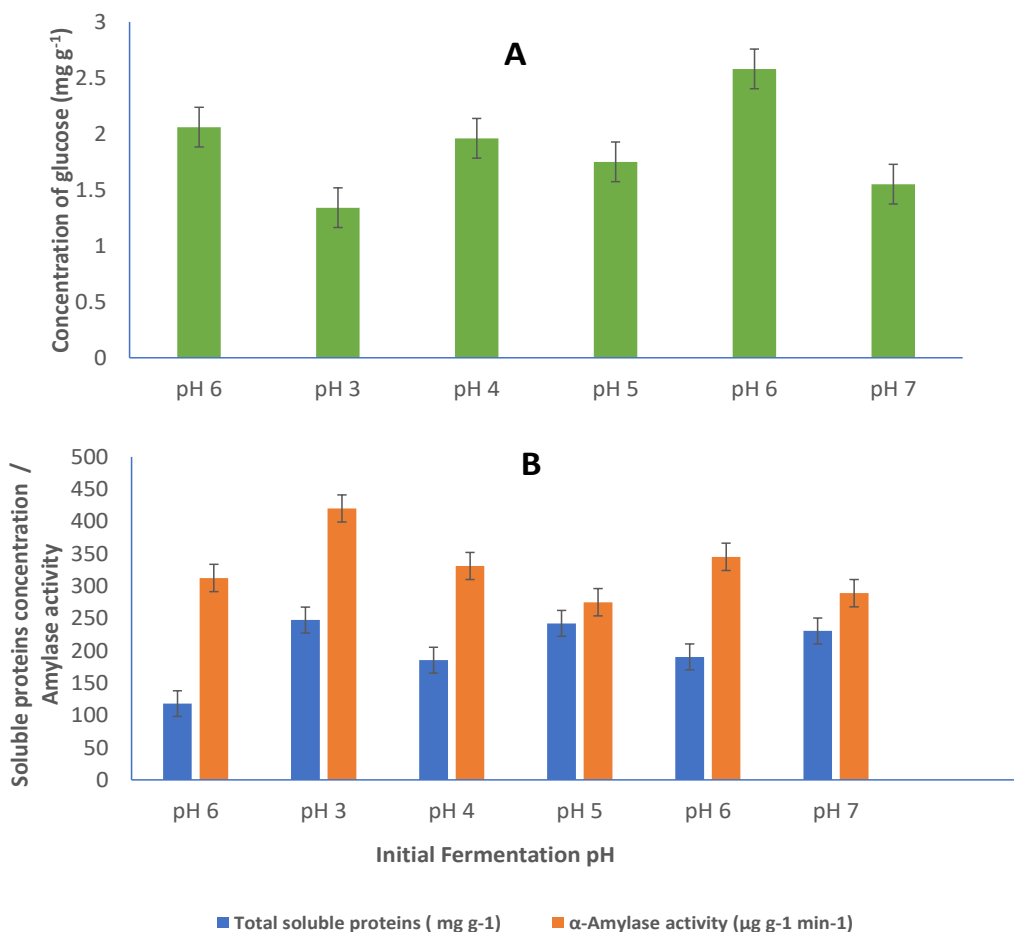 A
Concentration of glucose (mg g-1)
3
2.5
2
1.5
1
0.5
0
pH 6 pH 3 pH 4 pH 5 pH 6 pH 7
B
Soluble proteins concentration /
Amylase activity
500
450
400
350
300
250
200
150
100
50
0
pH 6 pH 3 pH 4 pH 5 pH 6 pH 7
Initial Fermentation pH
Total soluble proteins ( mg g-1) α-Amylase activity (µg g-1 min-1)